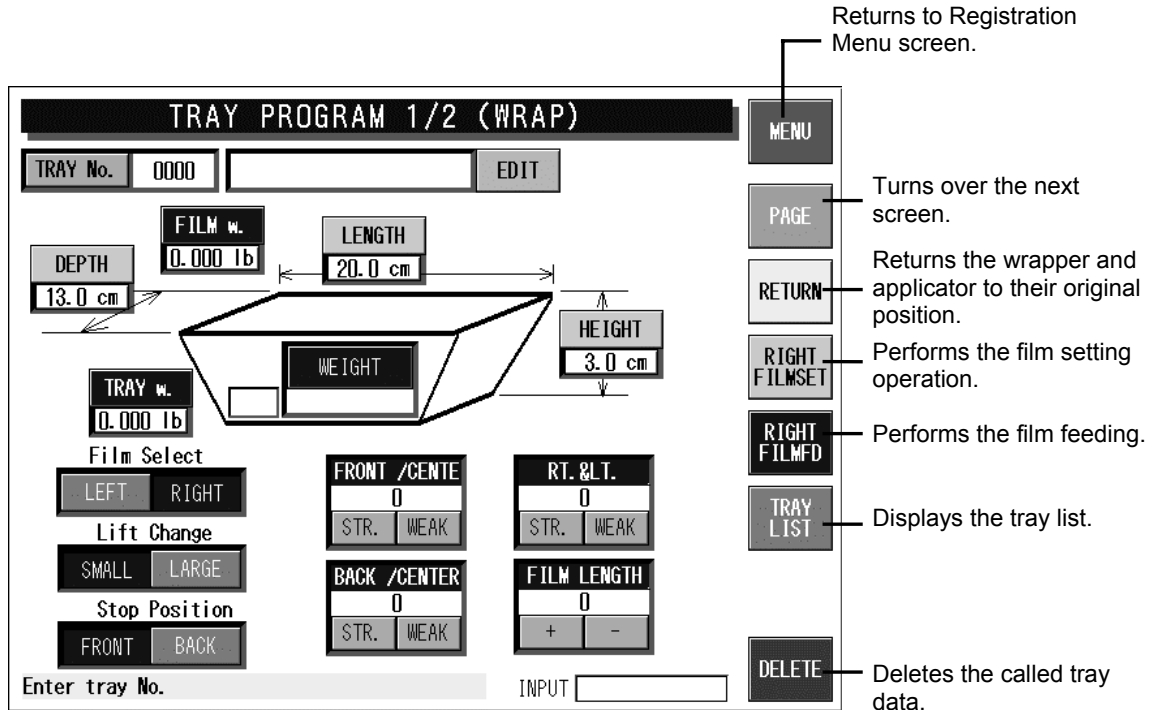 Returns to Registration
Menu screen.
TRAY PROGRAM 1/2 (WRAP)
MENU
TRAY No.
0000
EDIT
PAGE
Turns over the next
screen.
FILM w.
0.000 lb
LENGTH
20.0 cm
DEPTH
13.0 cm
RETURN
Returns the wrapper and
applicator to their original
position.
HEIGHT
3.0 cm
WEIGHT
RIGHT
FILMSET
Performs the film setting
operation.
TRAY w.
0.000 lb
RIGHT
FILMFD
Performs the film feeding.
Film Select
LEFT RIGHT
FRONT /CENTE
0
STR. WEAK
RT.&LT.
0
STR. WEAK
TRAY
LIST
Displays the tray list.
Lift Change
SMALL LARGE
BACK /CENTER
0
STR. WEAK
FILM LENGTH
0
+ -
Stop Position
FRONT BACK
DELETE
Deletes the called tray
data.
Enter tray No.
INPUT